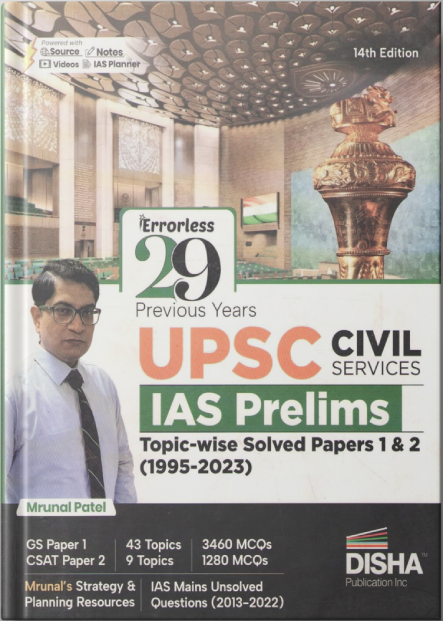 Powered with
Source Notes
Videos IAS Planner
14th Edition
Errorless
29
Previous Years
UPSC CIVIL SERVICES
IAS Prelims
Topic-wise Solved Papers 1 & 2
(1995-2023)
Mrunal Patel
GS Paper 1 43 Topics 3460 MCQs
CSAT Paper 2 9 Topics 1280 MCQs
Mrunal's Strategy & Planning Resources
IAS Mains Unsolved Questions (2013-2022)
DISHA™
Publication Inc